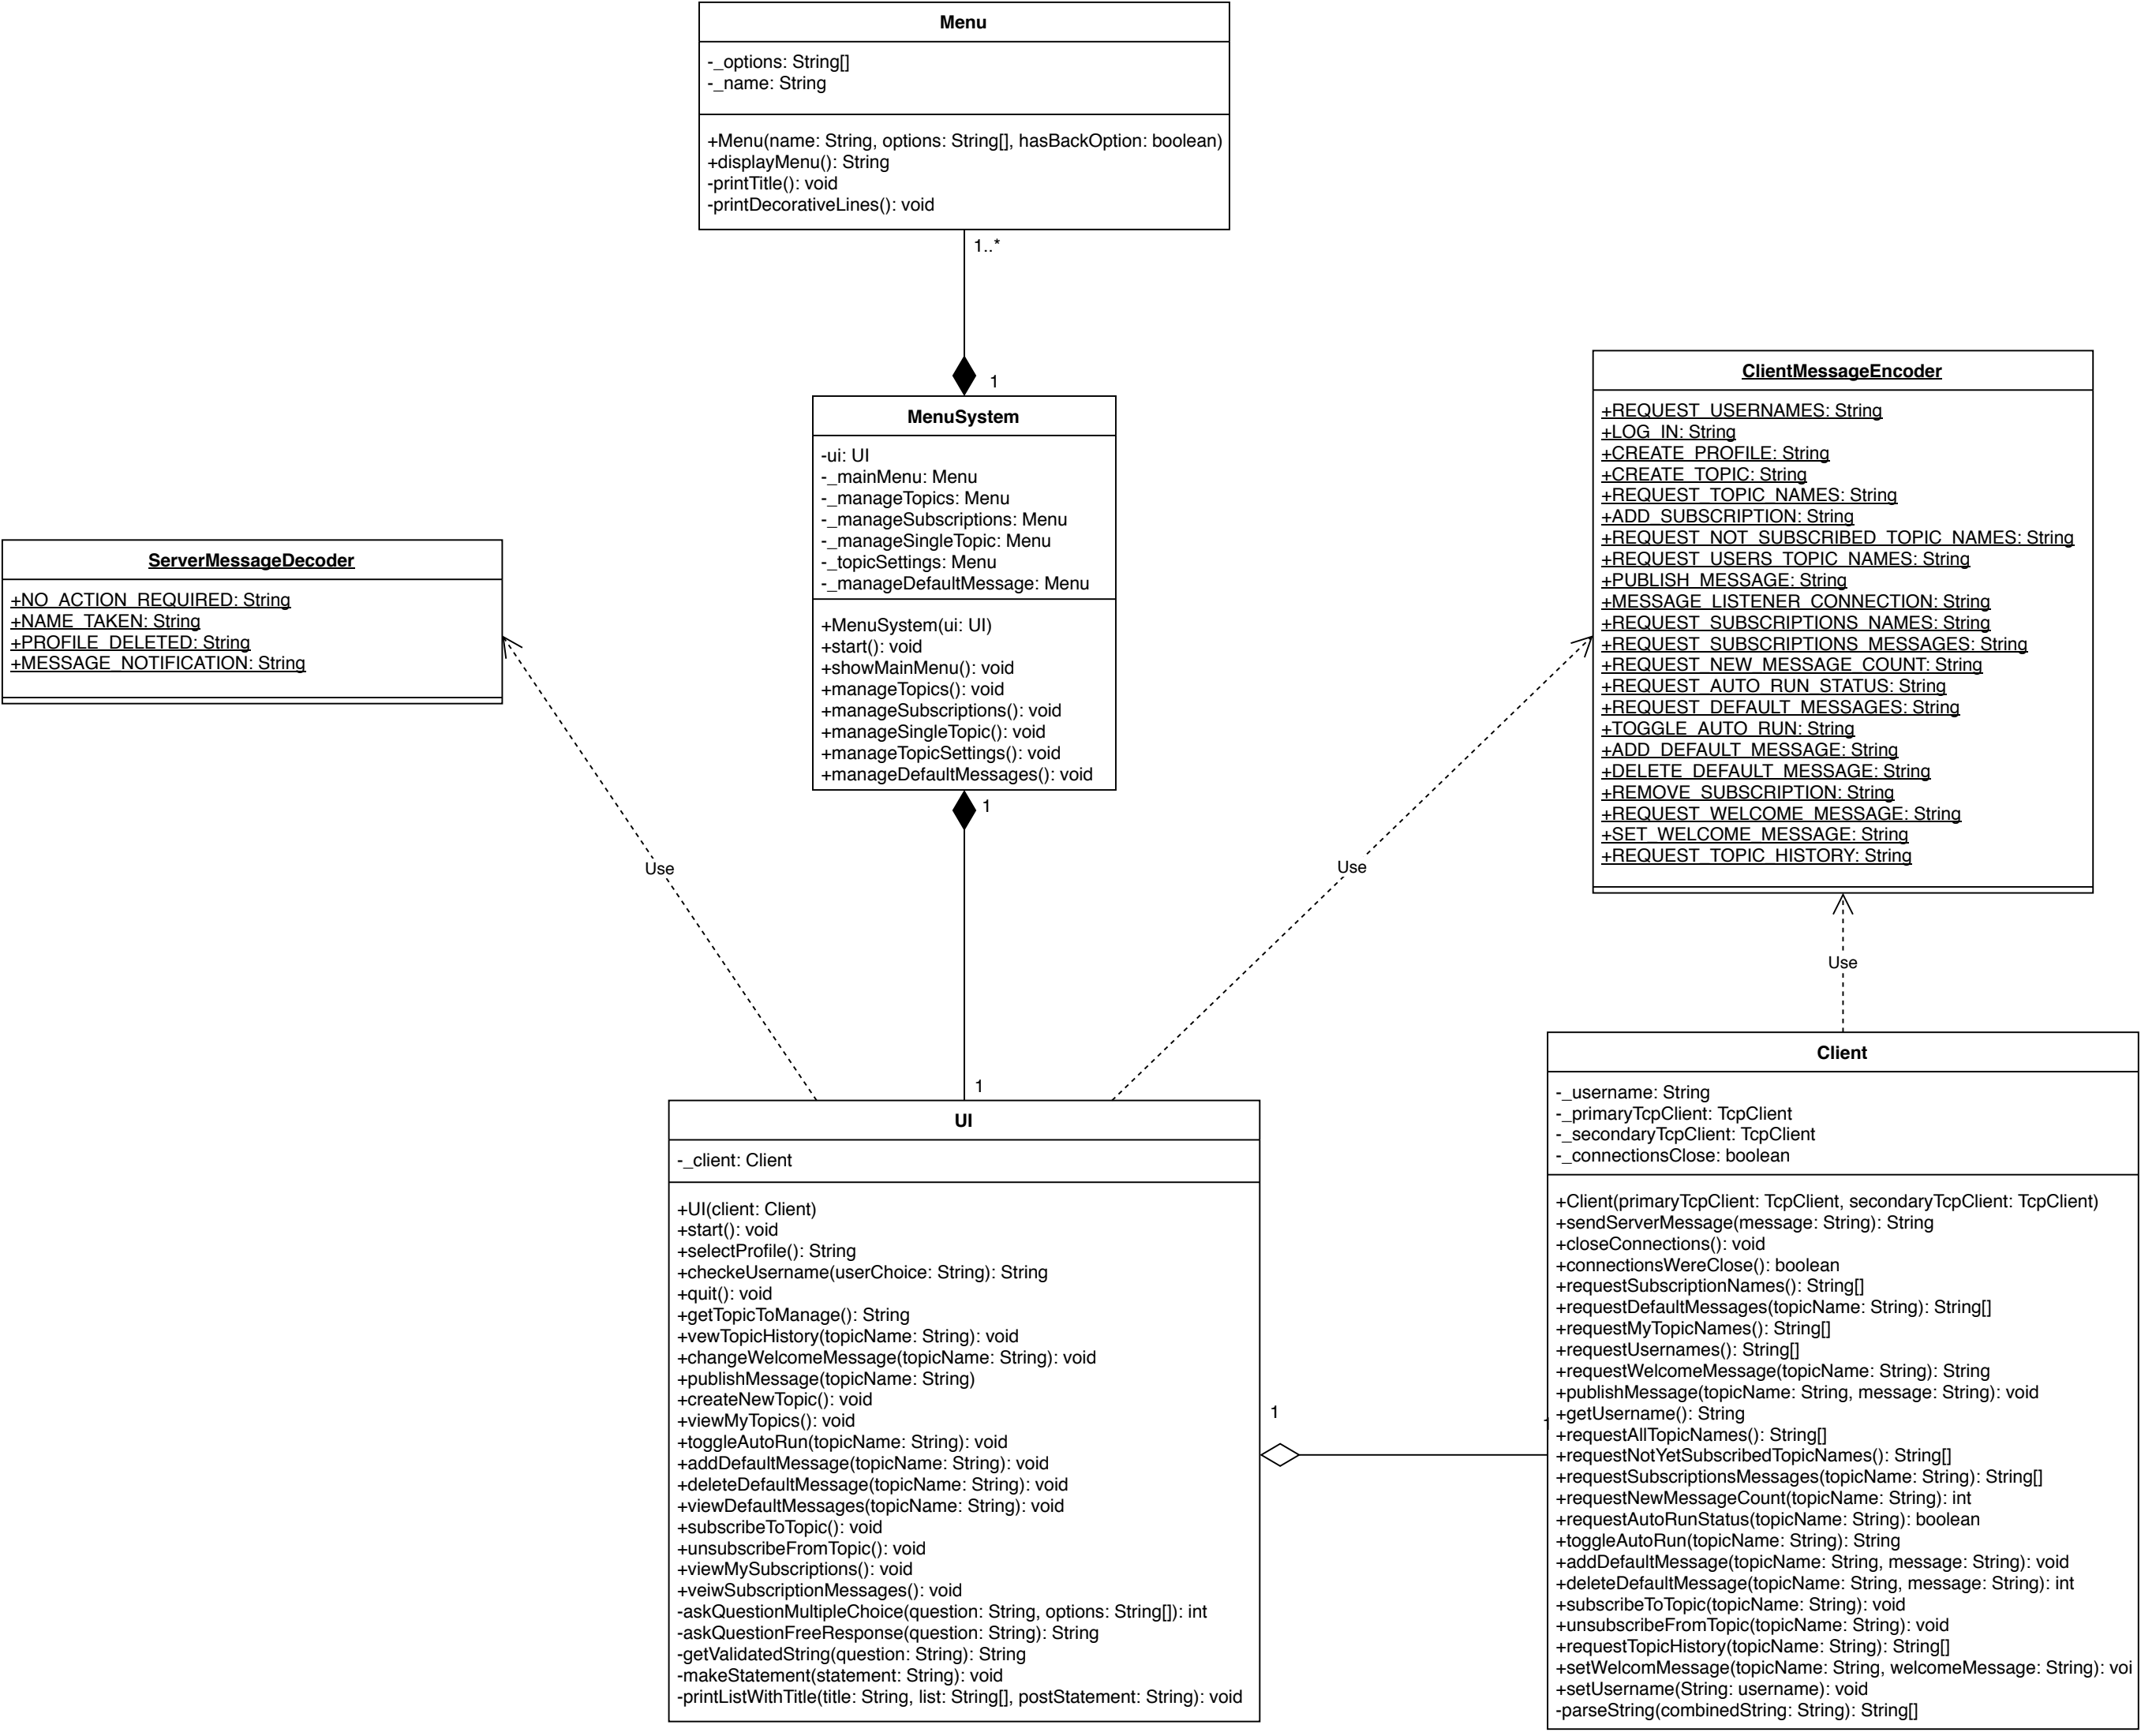 Menu
-_options: String[]
-_name: String
+Menu(name: String, options: String[], hasBackOption: boolean)
+displayMenu(): String
-printTitle(): void
-printDecorativeLines(): void
1..*
1
MenuSystem
-ui: UI
-_mainMenu: Menu
-_manageTopics: Menu
-_manageSubscriptions: Menu
-_manageSingleTopic: Menu
-_topicSettings: Menu
-_manageDefaultMessage: Menu
+MenuSystem(ui: UI)
+start(): void
+showMainMenu(): void
+manageTopics(): void
+manageSubscriptions(): void
+manageSingleTopic(): void
+manageTopicSettings(): void
+manageDefaultMessages(): void
1
ClientMessageEncoder
+REQUEST_USERNAMES: String
+LOG_IN: String
+CREATE_PROFILE: String
+CREATE_TOPIC: String
+REQUEST_TOPIC_NAMES: String
+ADD_SUBSCRIPTION: String
+REQUEST_NOT_SUBSCRIBED_TOPIC_NAMES: String
+REQUEST_USERS_TOPIC_NAMES: String
+PUBLISH_MESSAGE: String
+MESSAGE_LISTENER_CONNECTION: String
+REQUEST_SUBSCRIPTIONS_NAMES: String
+REQUEST_SUBSCRIPTIONS_MESSAGES: String
+REQUEST_NEW_MESSAGE_COUNT: String
+REQUEST_AUTO_RUN_STATUS: String
+REQUEST_DEFAULT_MESSAGES: String
+TOGGLE_AUTO_RUN: String
+ADD_DEFAULT_MESSAGE: String
+DELETE_DEFAULT_MESSAGE: String
+REMOVE_SUBSCRIPTION: String
+REQUEST_WELCOME_MESSAGE: String
+SET_WELCOME_MESSAGE: String
+REQUEST_TOPIC_HISTORY: String
ServerMessageDecoder
+NO_ACTION_REQUIRED: String
+NAME_TAKEN: String
+PROFILE_DELETED: String
+MESSAGE_NOTIFICATION: String
Use
Use
Use
1
UI
-_client: Client
+UI(client: Client)
+start(): void
+selectProfile(): String
+checkeUsername(userChoice: String): String
+quit(): void
+getTopicToManage(): String
+vewTopicHistory(topicName: String): void
+changeWelcomeMessage(topicName: String): void
+publishMessage(topicName: String)
+createNewTopic(): void
+viewMyTopics(): void
+toggleAutoRun(topicName: String): void
+addDefaultMessage(topicName: String): void
+deleteDefaultMessage(topicName: String): void
+viewDefaultMessages(topicName: String): void
+subscribeToTopic(): void
+unsubscribeFromTopic(): void
+viewMySubscriptions(): void
+veiwSubscriptionMessages(): void
-askQuestionMultipleChoice(question: String, options: String[]): int
-askQuestionFreeResponse(question: String): String
-getValidatedString(question: String): String
-makeStatement(statement: String): void
-printListWithTitle(title: String, list: String[], postStatement: String): void
1
Client
-_username: String
-_primaryTcpClient: TcpClient
-_secondaryTcpClient: TcpClient
-_connectionsClose: boolean
+Client(primaryTcpClient: TcpClient, secondaryTcpClient: TcpClient)
+sendServerMessage(message: String): String
+closeConnections(): void
+connectionsWereClose(): boolean
+requestSubscriptionNames(): String[]
+requestDefaultMessages(topicName: String): String[]
+requestMyTopicNames(): String[]
+requestUsernames(): String[]
+requestWelcomeMessage(topicName: String): String
+publishMessage(topicName: String, message: String): void
+getUsername(): String
+requestAllTopicNames(): String[]
+requestNotYetSubscribedTopicNames(): String[]
+requestSubscriptionsMessages(topicName: String): String[]
+requestNewMessageCount(topicName: String): int
+requestAutoRunStatus(topicName: String): boolean
+toggleAutoRun(topicName: String): String
+addDefaultMessage(topicName: String, message: String): void
+deleteDefaultMessage(topicName: String, message: String): int
+subscribeToTopic(topicName: String): void
+unsubscribeFromTopic(topicName: String): void
+requestTopicHistory(topicName: String): String[]
+setWelcomMessage(topicName: String, welcomeMessage: String): voi
+setUsername(String: username): void
-parseString(combinedString: String): String[]